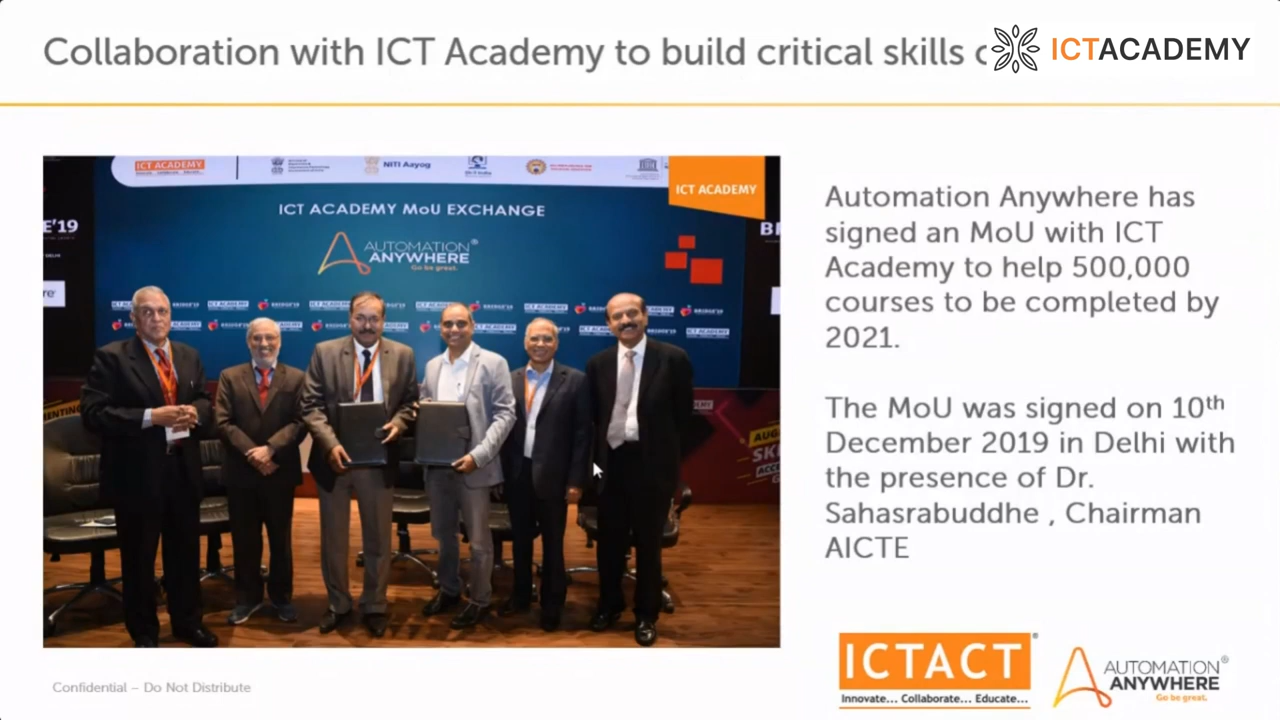 Collaboration with ICT Academy to build critical skills
ICTACADEMY
ICT ACADEMY
NITI Aayog
ICT ACADEMY
ICT ACADEMY MoU EXCHANGE
E'19
AUTOMATION
ANYWHERE®
Go be great.
Automation Anywhere has
signed an MoU with ICT
Academy to help 500,000
courses to be completed by
2021.
The MoU was signed on 10th
December 2019 in Delhi with
the presence of Dr.
Sahasrabuddhe , Chairman
AICTE
ICTACT®
Innovate... Collaborate... Educate...
AUTOMATION®
ANYWHERE
Go be great.
Confidential – Do Not Distribute